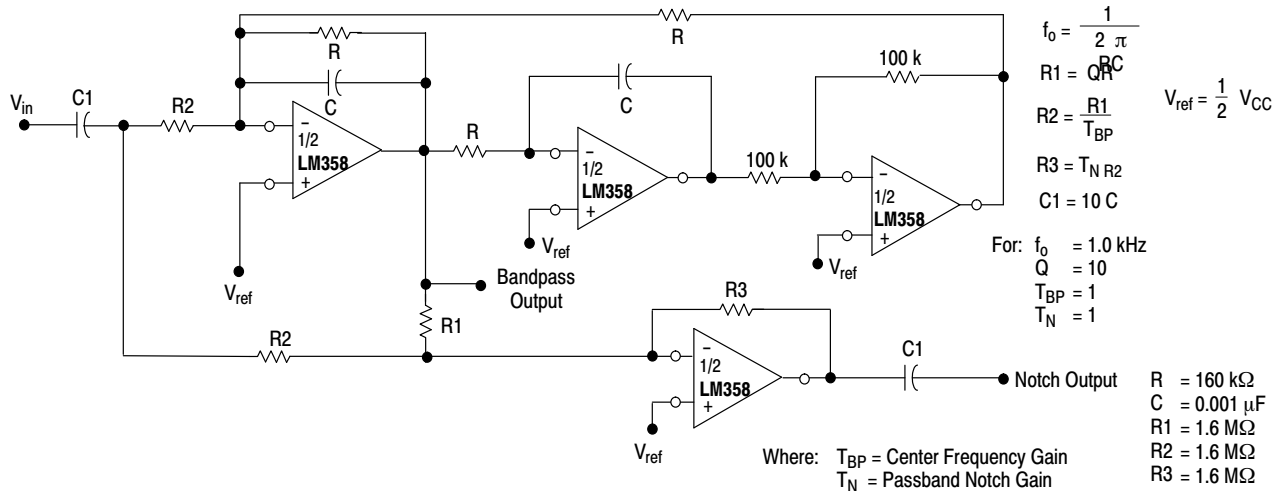 R
R
C
C1
V_in
R2
−
1/2
LM358
+
V_ref
R
C
−
1/2
LM358
+
V_ref
100 k
100 k
−
1/2
LM358
+
V_ref
Bandpass
Output
R1
R2
R3
−
1/2
LM358
+
V_ref
C1
Notch Output
f_o = 1 / 2 π RC
R1 = QR
R2 = R1 / T_BP
R3 = T_N R2
C1 = 10 C
V_ref = 1/2 V_CC
For: f_o = 1.0 kHz
Q = 10
T_BP = 1
T_N = 1
R = 160 kΩ
C = 0.001 μF
R1 = 1.6 MΩ
R2 = 1.6 MΩ
R3 = 1.6 MΩ
Where: T_BP = Center Frequency Gain
T_N = Passband Notch Gain